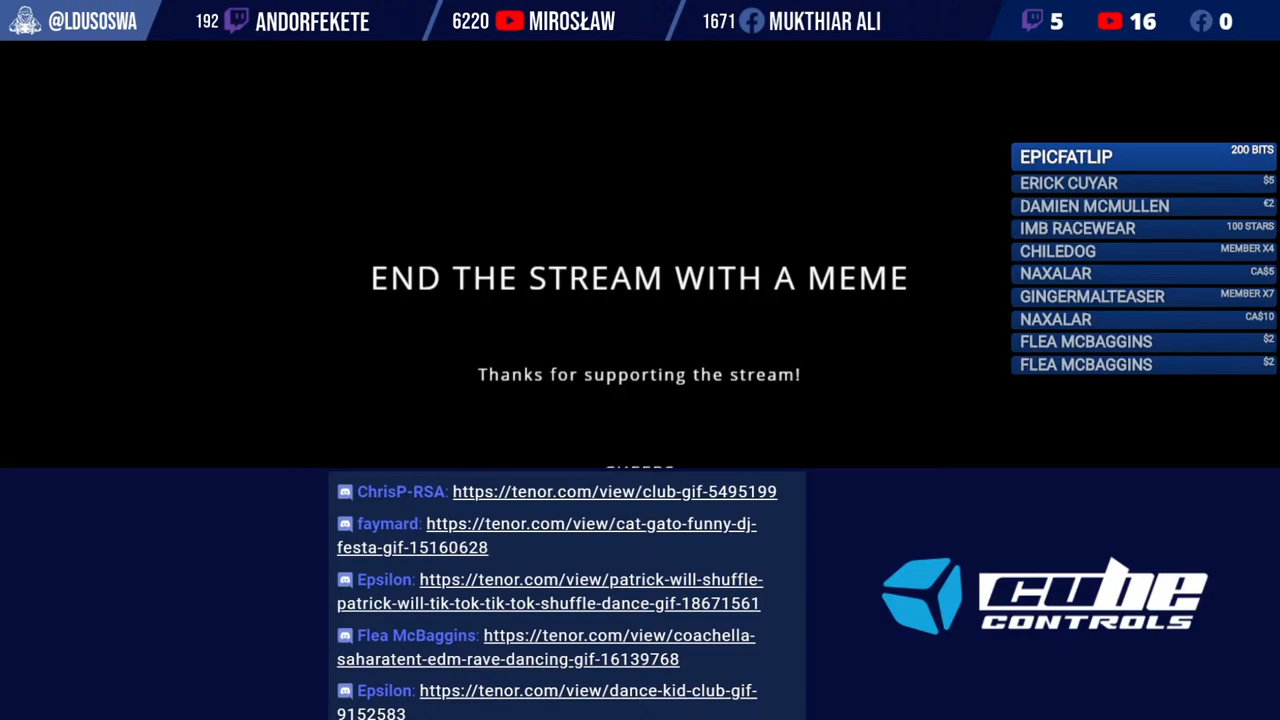 @LDUSOSWA 192 ANDORFEKETE 6220 MIROSŁAW 1671 MUKTHIAR ALI 5 16 0
EPICFATLIP 200 BITS
ERICK CUYAR $5
DAMIEN MCMULLEN €2
IMB RACEWEAR 100 STARS
CHILEDOG MEMBER X4
NAXALAR CA$5
GINGERMALTEASER MEMBER X7
NAXALAR CA$10
FLEA MCBAGGINS $2
FLEA MCBAGGINS $2
END THE STREAM WITH A MEME
Thanks for supporting the stream!
ChrisP-RSA: https://tenor.com/view/club-gif-5495199
faymard: https://tenor.com/view/cat-gato-funny-dj-
festa-gif-15160628
Epsilon: https://tenor.com/view/patrick-will-shuffle-
patrick-will-tik-tok-tik-tok-shuffle-dance-gif-18671561
Flea McBaggins: https://tenor.com/view/coachella-
saharatent-edm-rave-dancing-gif-16139768
Epsilon: https://tenor.com/view/dance-kid-club-gif-
9152583
cube
CONTROLS